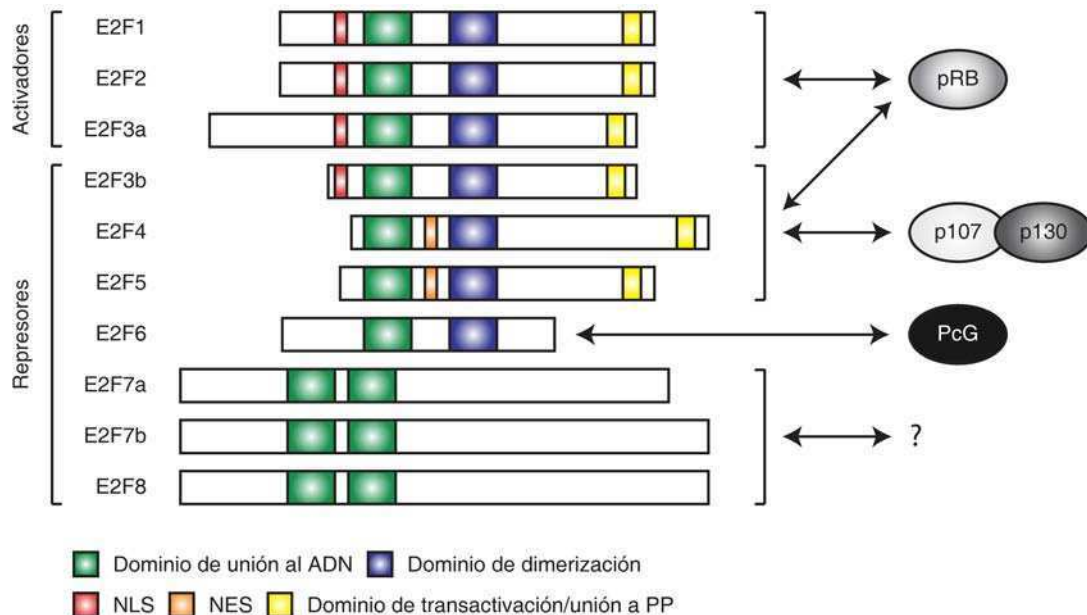 Activadores
E2F1
E2F2
E2F3a
pRB
Represores
E2F3b
E2F4
p107 p130
E2F5
E2F6
PcG
E2F7a
E2F7b
?
E2F8
Dominio de unión al ADN Dominio de dimerización
NLS NES Dominio de transactivación/unión a PP